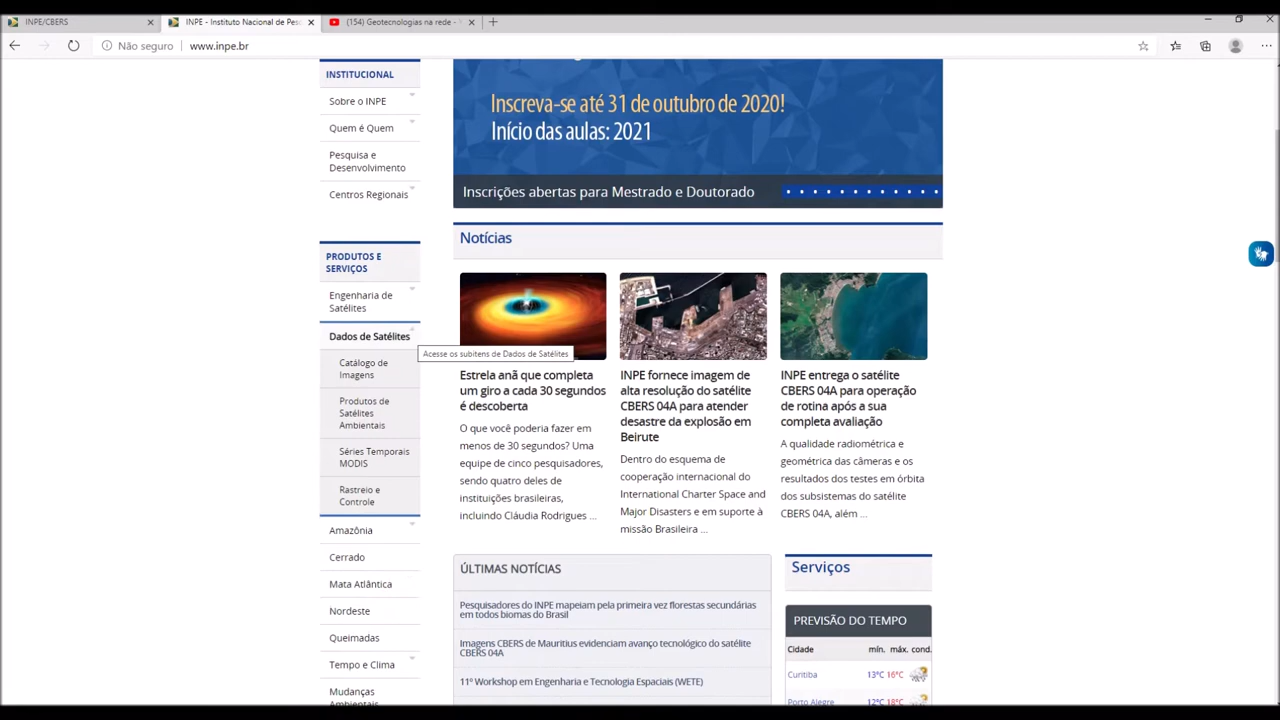 INPE/CBERS
INPE - Instituto Nacional de Pesq
(154) Geotecnologias na rede -
Não seguro
www.inpe.br
INSTITUCIONAL
Sobre o INPE
Quem é Quem
Pesquisa e
Desenvolvimento
Centros Regionais
PRODUTOS E
SERVIÇOS
Engenharia de
Satélites
Dados de Satélites
Catálogo de
Imagens
Produtos de
Satélites
Ambientais
Séries Temporais
MODIS
Rastreio e
Controle
Amazônia
Cerrado
Mata Atlântica
Nordeste
Queimadas
Tempo e Clima
Mudanças
Ambientais
Inscreva-se até 31 de outubro de 2020!
Início das aulas: 2021
Inscrições abertas para Mestrado e Doutorado
Notícias
Acesse os subitens de Dados de Satélites
Estrela anã que completa
um giro a cada 30 segundos
é descoberta
O que você poderia fazer em
menos de 30 segundos? Uma
equipe de cinco pesquisadores,
sendo quatro deles de
instituições brasileiras,
incluindo Cláudia Rodrigues ...
INPE fornece imagem de
alta resolução do satélite
CBERS 04A para atender
desastre da explosão em
Beirute
Dentro do esquema de
cooperação internacional do
International Charter Space and
Major Disasters e em suporte à
missão Brasileira ...
INPE entrega o satélite
CBERS 04A para operação
de rotina após a sua
completa avaliação
A qualidade radiométrica e
geométrica das câmeras e os
resultados dos testes em órbita
dos subsistemas do satélite
CBERS 04A, além ...
ÚLTIMAS NOTÍCIAS
Pesquisadores do INPE mapeiam pela primeira vez florestas secundárias
em todos biomas do Brasil
Imagens CBERS de Mauritius evidenciam avanço tecnológico do satélite
CBERS 04A
11º Workshop em Engenharia e Tecnologia Espaciais (WETE)
Serviços
PREVISÃO DO TEMPO
Cidade mín. máx. cond.
Curitiba 13°C 16°C
Porto Alegre 12°C 18°C